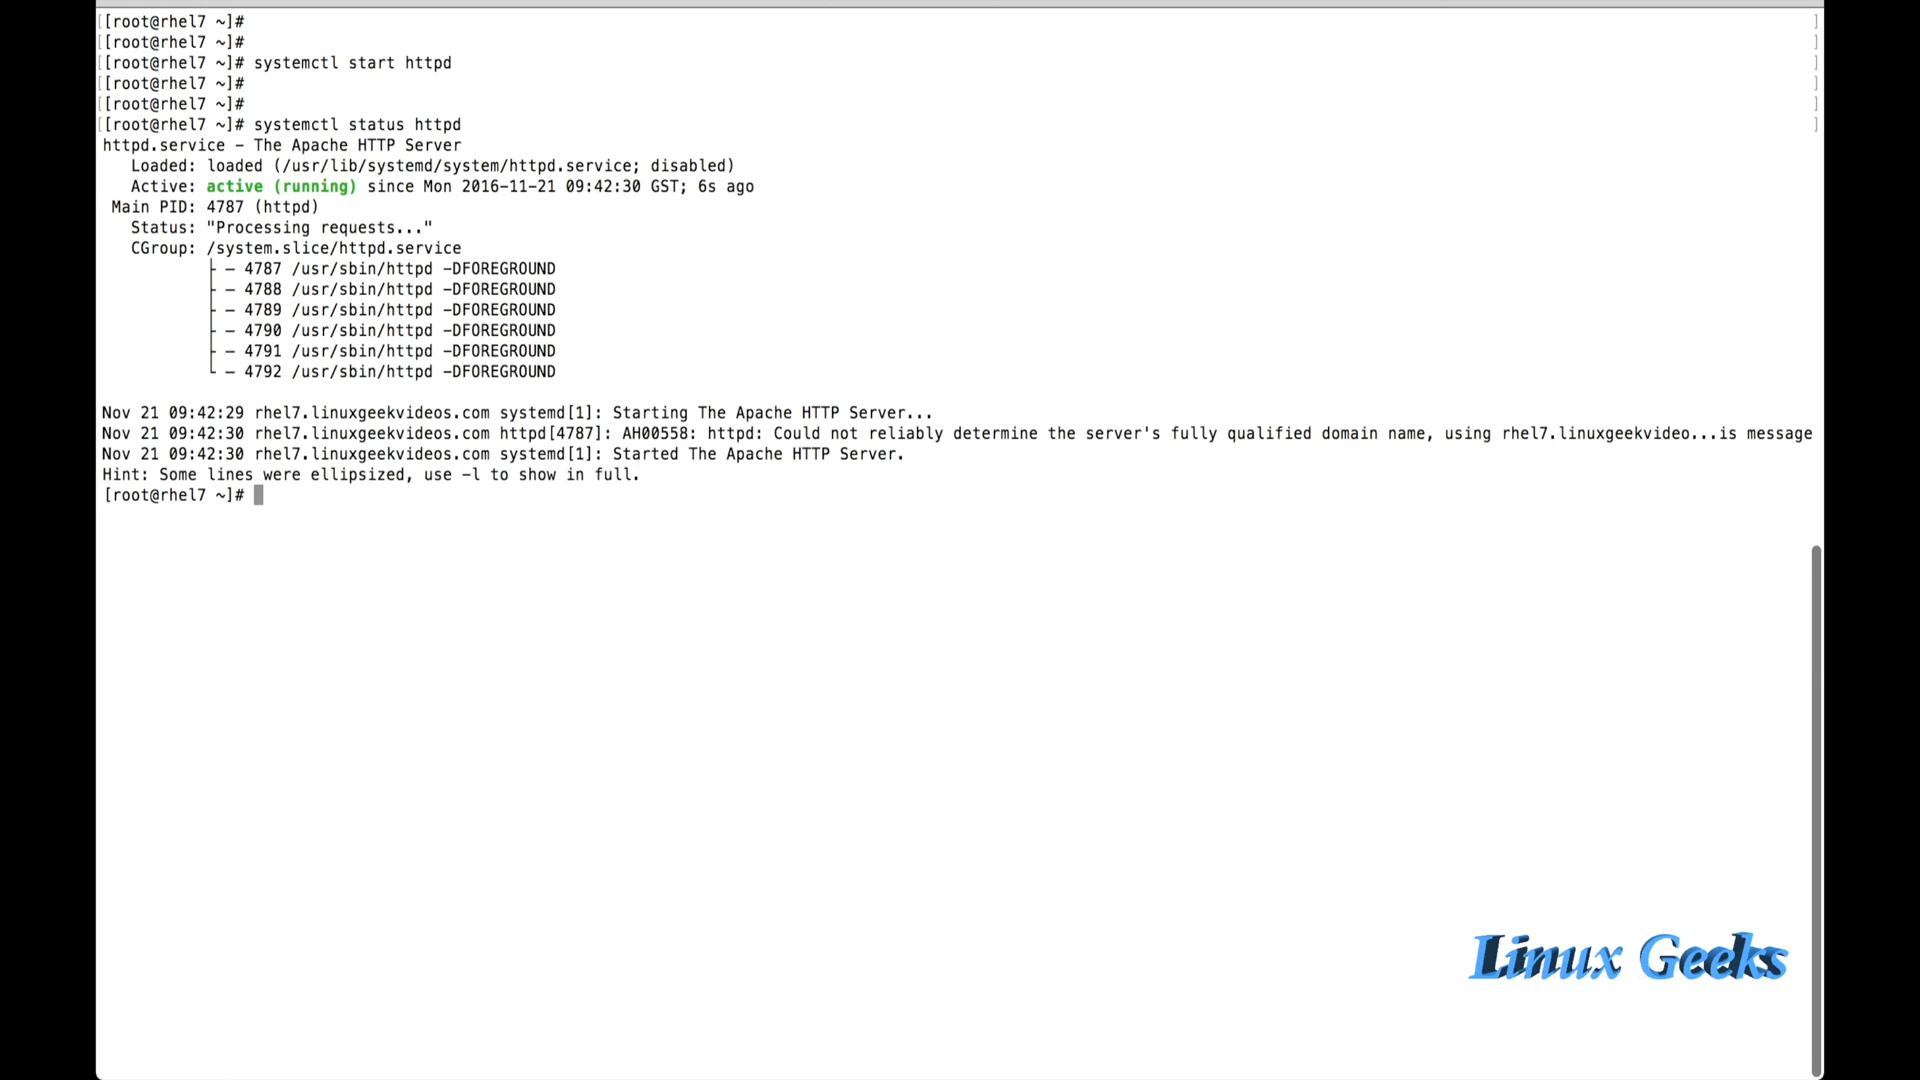 [[root@rhel7 ~]# ]
[[root@rhel7 ~]# ]
[[root@rhel7 ~]# systemctl start httpd ]
[[root@rhel7 ~]# ]
[[root@rhel7 ~]# ]
[[root@rhel7 ~]# systemctl status httpd ]
httpd.service - The Apache HTTP Server
   Loaded: loaded (/usr/lib/systemd/system/httpd.service; disabled)
   Active: active (running) since Mon 2016-11-21 09:42:30 GST; 6s ago
 Main PID: 4787 (httpd)
   Status: "Processing requests..."
   CGroup: /system.slice/httpd.service
           ├ - 4787 /usr/sbin/httpd -DFOREGROUND
           ├ - 4788 /usr/sbin/httpd -DFOREGROUND
           ├ - 4789 /usr/sbin/httpd -DFOREGROUND
           ├ - 4790 /usr/sbin/httpd -DFOREGROUND
           ├ - 4791 /usr/sbin/httpd -DFOREGROUND
           └ - 4792 /usr/sbin/httpd -DFOREGROUND
Nov 21 09:42:29 rhel7.linuxgeekvideos.com systemd[1]: Starting The Apache HTTP Server...
Nov 21 09:42:30 rhel7.linuxgeekvideos.com httpd[4787]: AH00558: httpd: Could not reliably determine the server's fully qualified domain name, using rhel7.linuxgeekvideo...is message
Nov 21 09:42:30 rhel7.linuxgeekvideos.com systemd[1]: Started The Apache HTTP Server.
Hint: Some lines were ellipsized, use -l to show in full.
[root@rhel7 ~]#
Linux Geeks